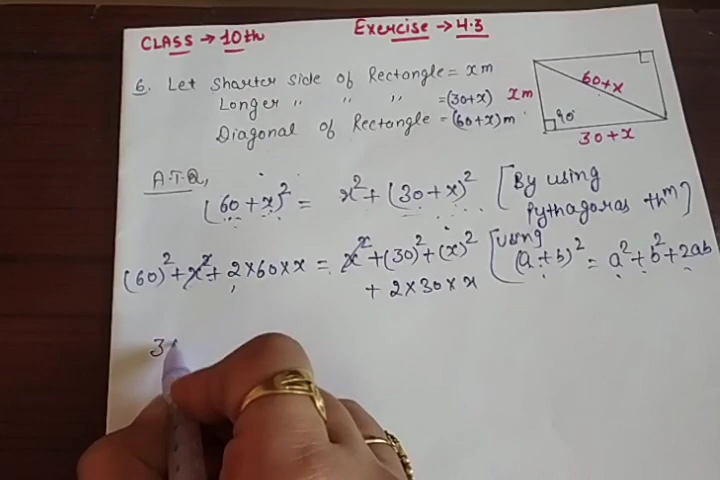 CLASS → 10th Exercise → 4.3
6. Let Shorter side of Rectangle = x m
Longer " " " = (30+x)
Diagonal of Rectangle = (60+x) m
x m
60+x
90°
30+x
A.T.Q,
(60+x)² = x² + (30+x)² [By using
Pythagoras thm]
(60)² + x² + 2×60×x = x² + (30)² + (x)² [using
(a+b)² = a² + b² + 2ab
+ 2×30×x
3